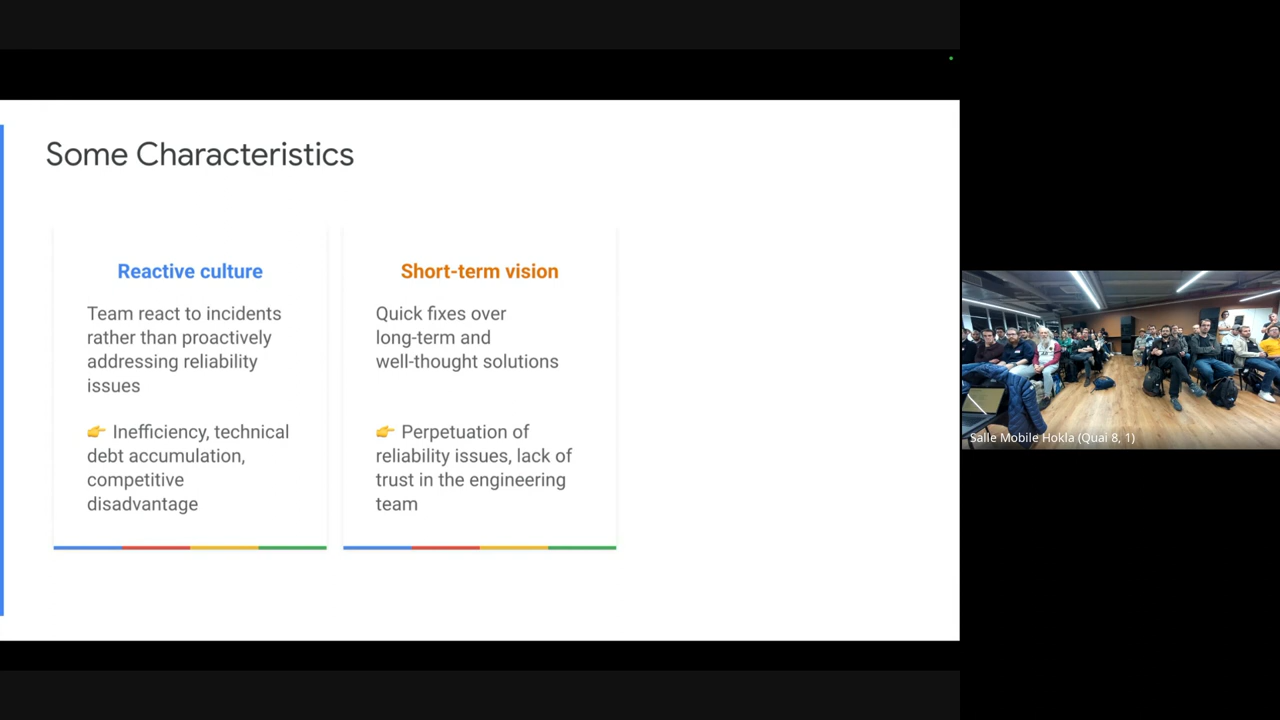 Some Characteristics
Reactive culture
Team react to incidents
rather than proactively
addressing reliability
issues
👉 Inefficiency, technical
debt accumulation,
competitive
disadvantage
Short-term vision
Quick fixes over
long-term and
well-thought solutions
👉 Perpetuation of
reliability issues, lack of
trust in the engineering
team
Salle Mobile Hokla (Quai 8, 1)